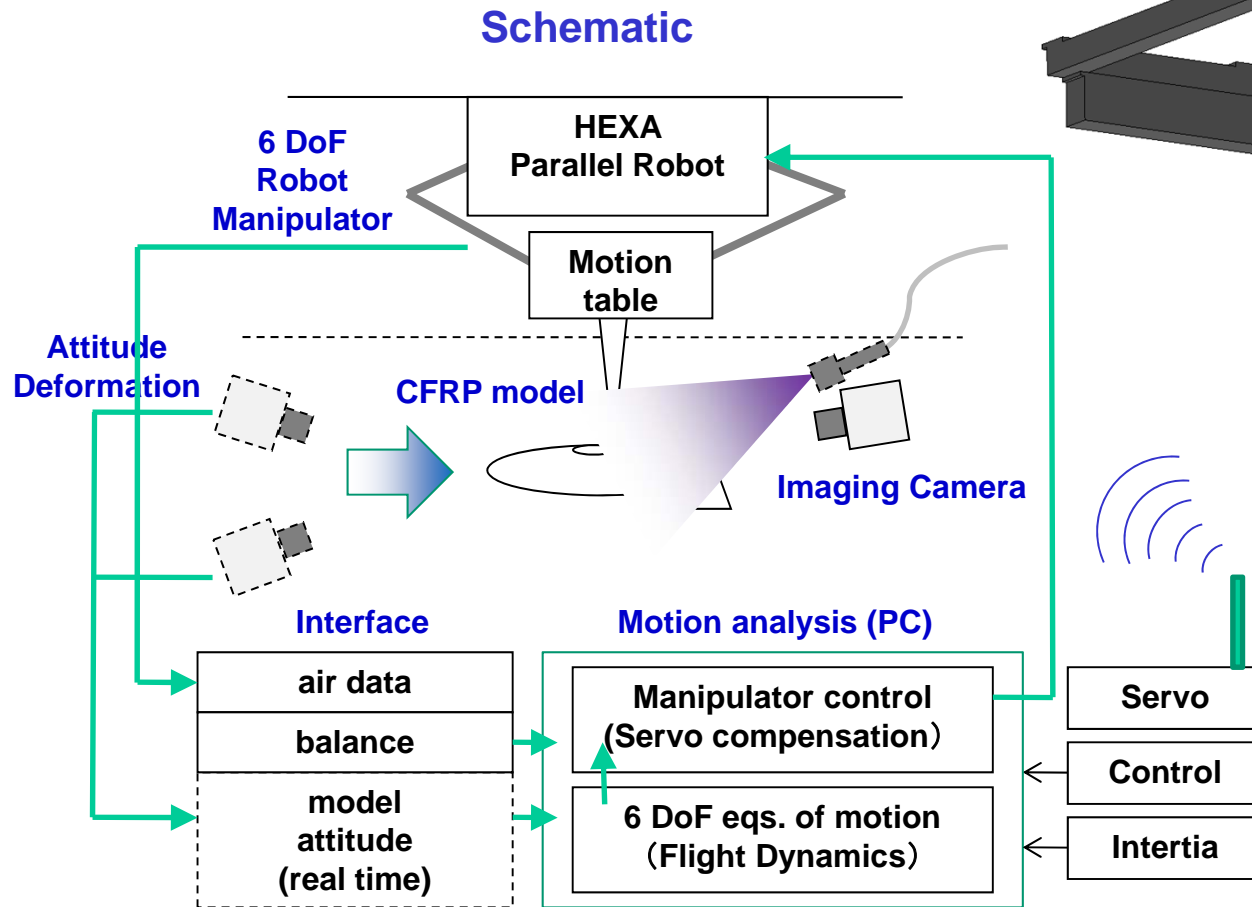 Schematic
HEXA
Parallel Robot
6 DoF
Robot
Manipulator
Motion
table
Attitude
Deformation
CFRP model
Imaging Camera
Interface
Motion analysis (PC)
air data
balance
model
attitude
(real time)
Manipulator control
(Servo compensation）
6 DoF eqs. of motion
（Flight Dynamics）
Servo
Control
Intertia